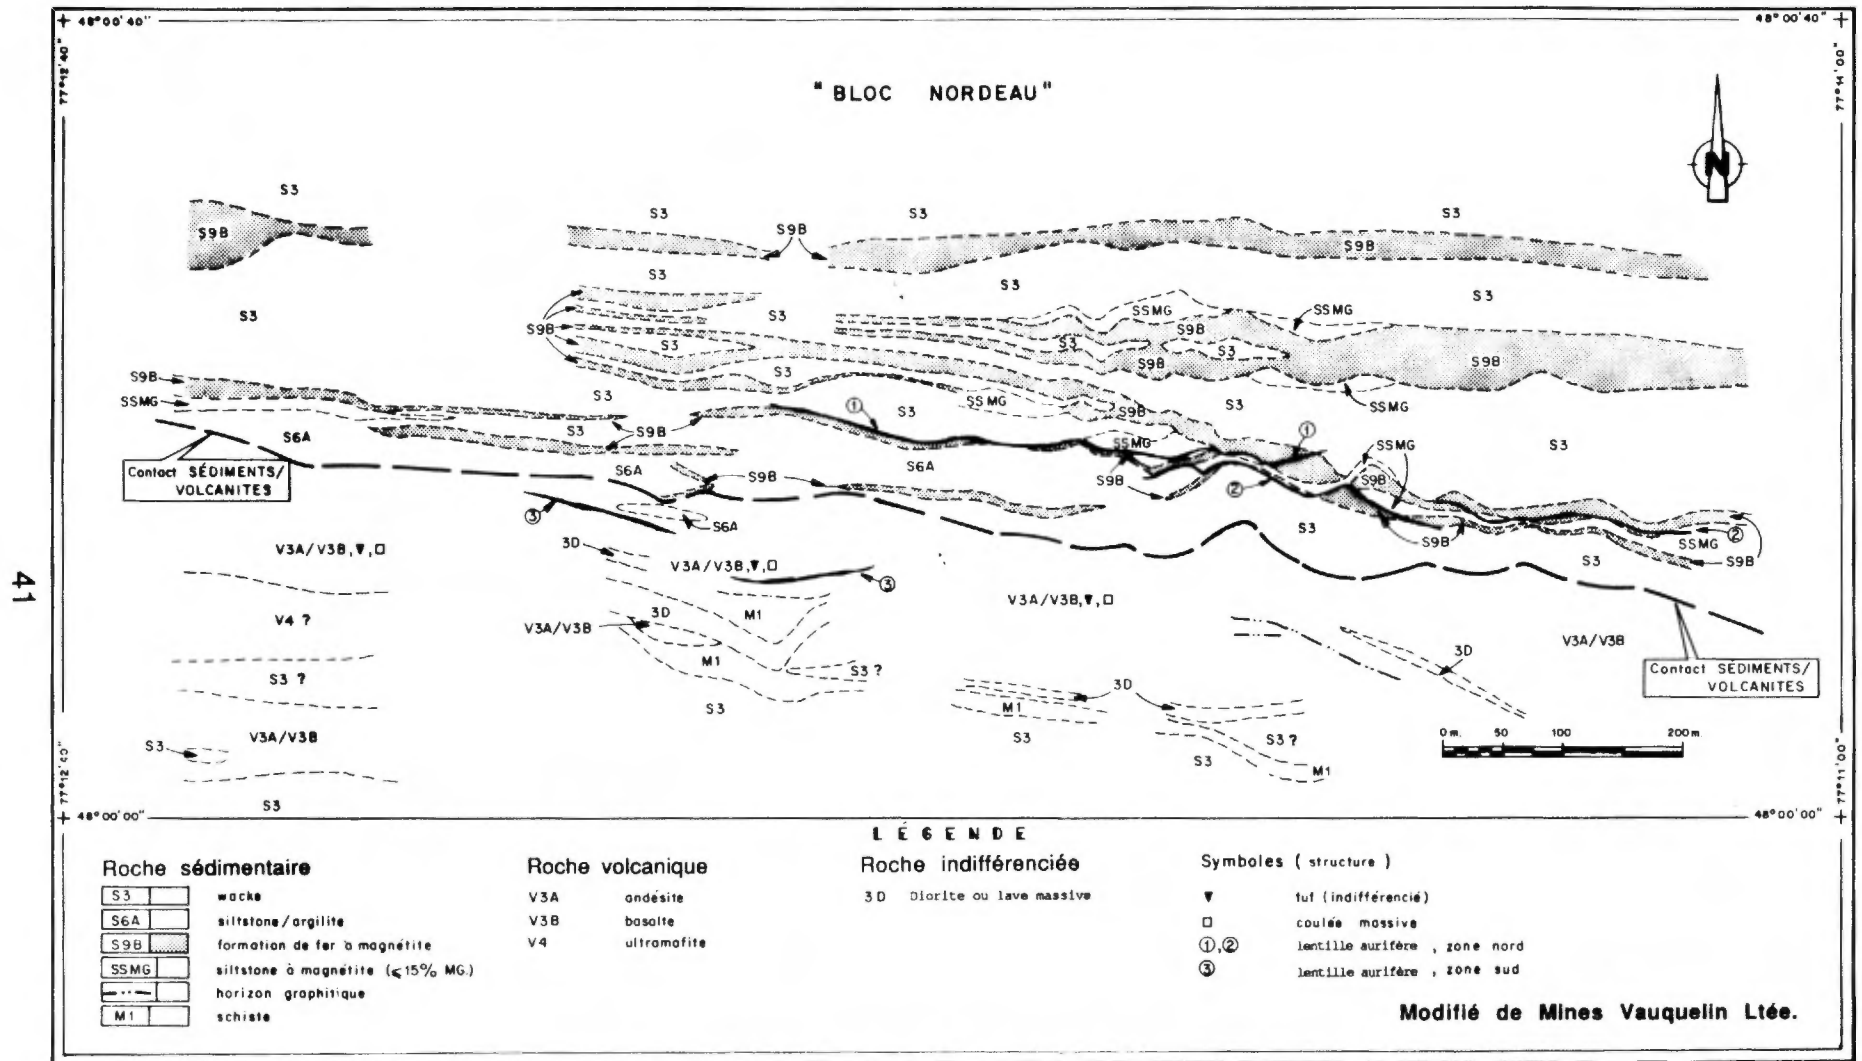 48°00'40"
48°00'40"
77°12'40"
77°11'00"
"BLOC NORDEAU"
N
S3
S9B
S3
S9B
S3
S3
S9B
S3
S3
S3
S3
S9B
S3
SSMG
SSMG
S3
S9B
S3
S3
S3
S9B
S9B
S9B
SSMG
S3
SSMG
S3
S9B
S3
SSMG
①
S6A
S3
S9B
SSMG
①
SSMG
S3
Contact SÉDIMENTS/
VOLCANITES
S6A
S9B
S6A
S9B
②
S9B
③
S6A
S3
S9B
SSMG
②
S3
S9B
V3A/V3B,▼,□
3D
V3A/V3B,▼,□
③
V3A/V3B,▼,□
V4 ?
V3A/V3B
3D
M1
V3A/V3B
M1
S3 ?
3D
Contact SÉDIMENTS/
VOLCANITES
S3 ?
S3
3D
M1
S3
S3 ?
S3
M1
V3A/V3B
S3
S3
0 m. 50 100 200 m.
77°12'40"
77°11'00"
48°00'00"
48°00'00"
41
LÉGENDE
Roche sédimentaire
S3 wacke
S6A siltstone/argilite
S9B formation de fer à magnétite
SSMG siltstone à magnétite (⩽15% MG.)
horizon graphitique
M1 schiste
Roche volcanique
V3A andésite
V3B basalte
V4 ultramafite
Roche indifférenciée
3D Diorite ou lave massive
Symboles (structure)
▼ tuf (indifférencié)
□ coulée massive
①,② lentille aurifère, zone nord
③ lentille aurifère, zone sud
Modifié de Mines Vauquelin Ltée.